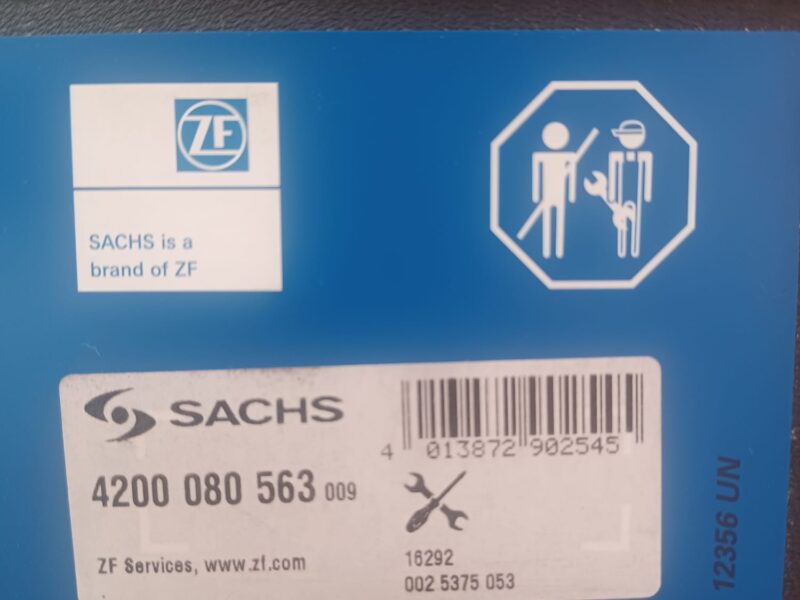 ZF
SACHS is a
brand of ZF
SACHS
4 013872 902545
4200 080 563 009
ZF Services, www.zf.com
16292
002 5375 053
12356 UN